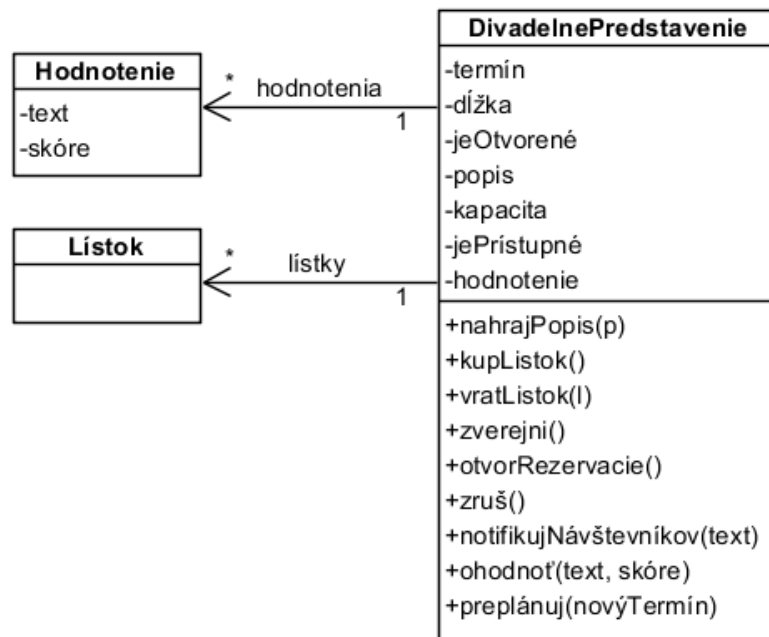 Hodnotenie
-text
-skóre
* hodnotenia
1
Lístok
* lístky
1
DivadelnePredstavenie
-termín
-dĺžka
-jeOtvorené
-popis
-kapacita
-jePrístupné
-hodnotenie
+nahrajPopis(p)
+kupListok()
+vratListok(l)
+zverejni()
+otvorRezervacie()
+zruš()
+notifikujNávštevníkov(text)
+ohodnoť(text, skóre)
+preplánuj(novýTermín)